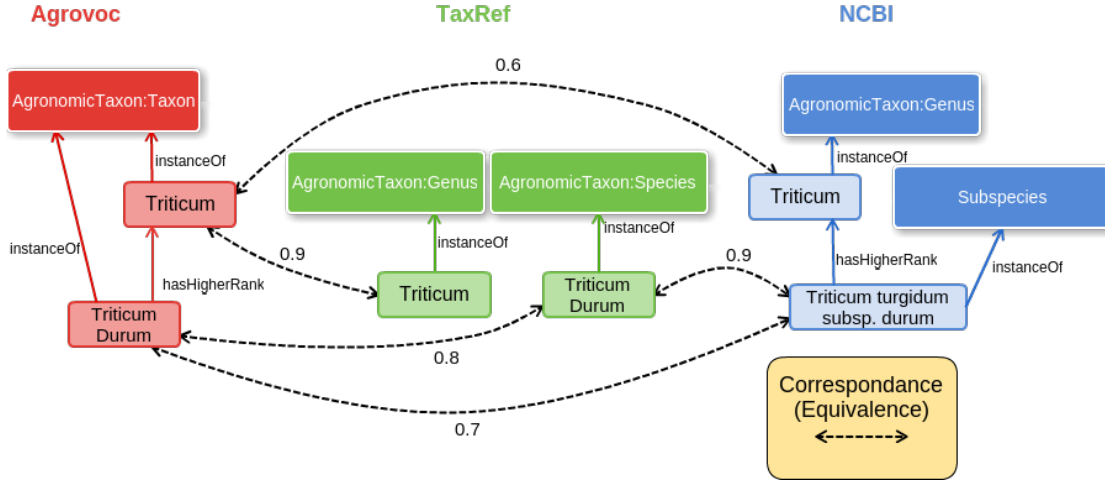 Agrovoc
TaxRef
NCBI
0.6
AgronomicTaxon:Taxon
AgronomicTaxon:Genus
instanceOf
instanceOf
AgronomicTaxon:Genus
AgronomicTaxon:Species
Triticum
Triticum
Subspecies
instanceOf
instanceOf
instanceOf
0.9
0.9
hasHigherRank
instanceOf
hasHigherRank
Triticum
Triticum
Durum
Triticum turgidum
subsp. durum
Triticum
Durum
0.8
0.7
Correspondance
(Equivalence)